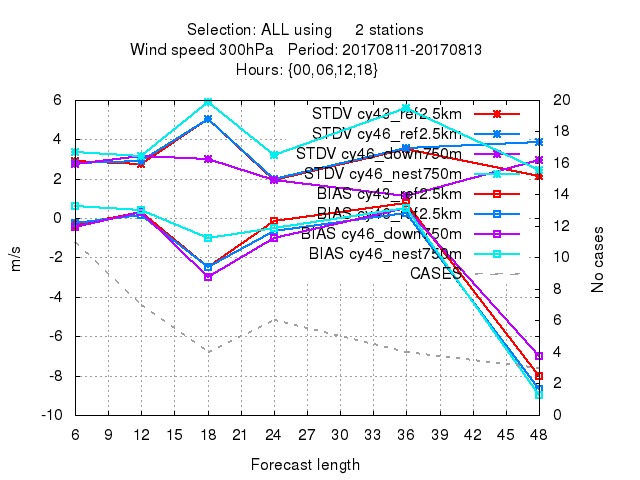 Selection: ALL using 2 stations
Wind speed 300hPa Period: 20170811-20170813
Hours: {00,06,12,18}
6 20
STDV cy43_ref2.5km
18
STDV cy46_ref2.5km
4
STDV cy46_down750m
16
STDV cy46_nest750m
2
BIAS cy43_ref2.5km
14
BIAS cy46_ref2.5km
0
12
BIAS cy46_down750m
BIAS cy46_nest750m
-2 10
CASES
8
-4
6
-6
4
-8
2
-10 0
m/s
No cases
6 9 12 15 18 21 24 27 30 33 36 39 42 45 48
Forecast length